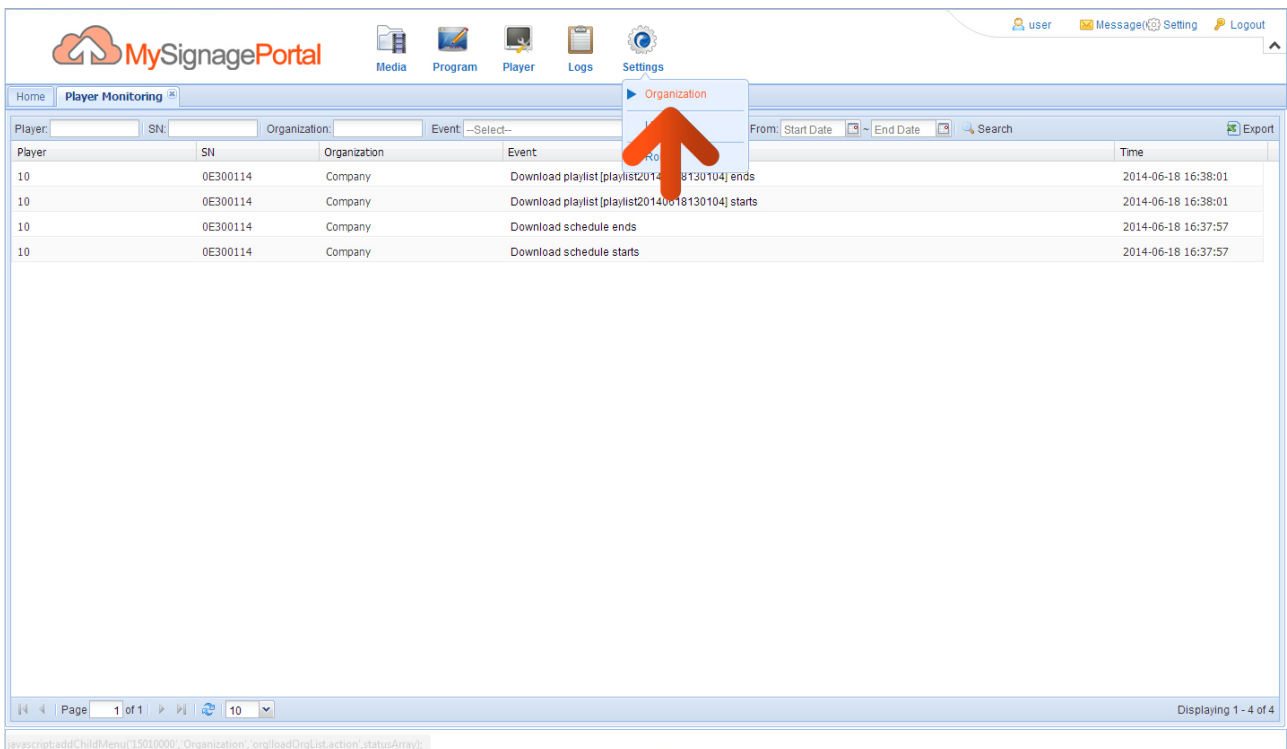 user Message( Setting Logout
MySignagePortal
Media Program Player Logs Settings
Home Player Monitoring
Organization
Player: SN: Organization: Event: --Select-- From: Start Date ~ End Date Search Export
Player SN Organization Event Time
10 0E300114 Company Download playlist [playlist2014 8130104] ends 2014-06-18 16:38:01
10 0E300114 Company Download playlist [playlist20140618130104] starts 2014-06-18 16:38:01
10 0E300114 Company Download schedule ends 2014-06-18 16:37:57
10 0E300114 Company Download schedule starts 2014-06-18 16:37:57
Page 1 of 1 10 Displaying 1 - 4 of 4
javascript:addChildMenu('15010000','Organization','org!loadOrgList.action',statusArray);